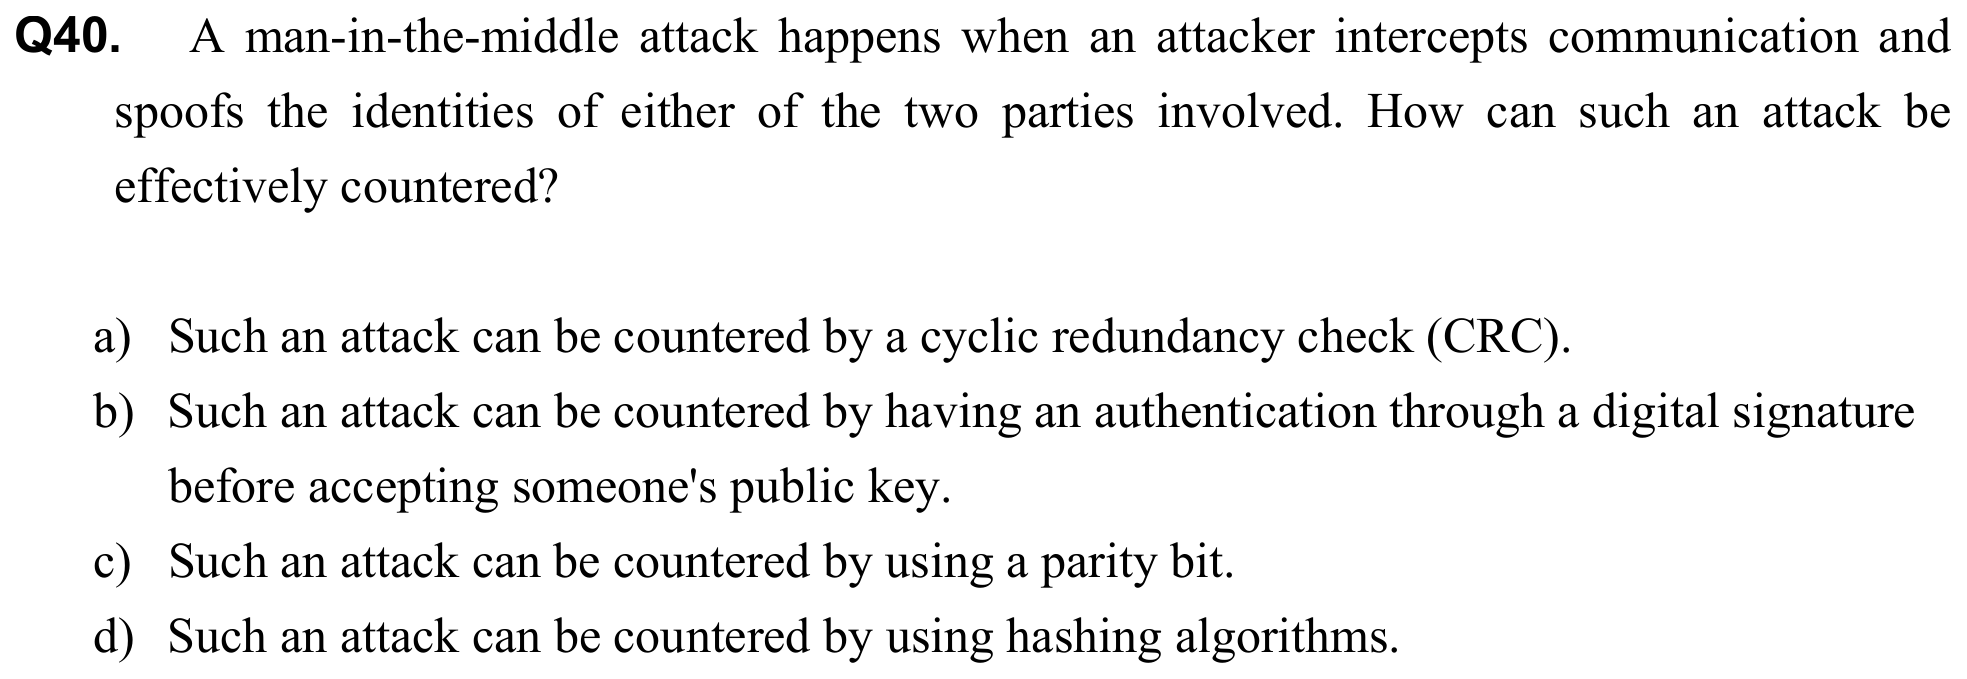 Q40. A man-in-the-middle attack happens when an attacker intercepts communication and
spoofs the identities of either of the two parties involved. How can such an attack be
effectively countered?
a) Such an attack can be countered by a cyclic redundancy check (CRC).
b) Such an attack can be countered by having an authentication through a digital signature
before accepting someone's public key.
c) Such an attack can be countered by using a parity bit.
d) Such an attack can be countered by using hashing algorithms.